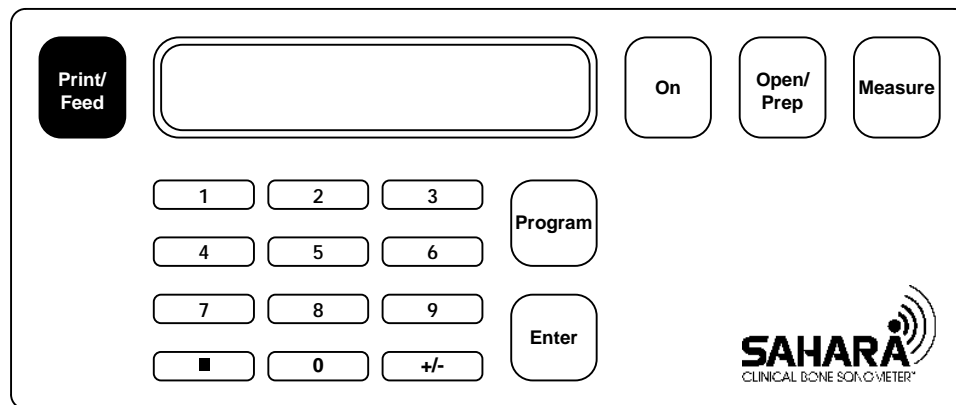 Print/
Feed
On
Open/
Prep
Measure
1 2 3
Program
4 5 6
7 8 9
Enter
0 +/-
SAHARA
CLINICAL BONE SONOMETER™